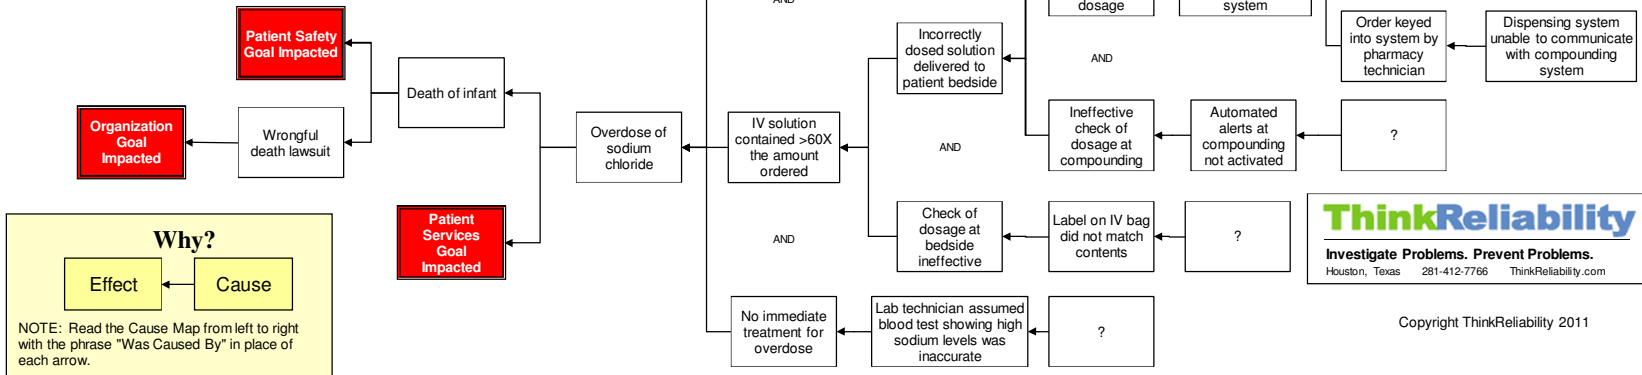 AND
dosage
system
Patient Safety
Goal Impacted
Death of infant
Organization
Goal
Impacted
Wrongful
death lawsuit
Patient
Services
Goal
Impacted
Overdose of
sodium
chloride
IV solution
contained >60X
the amount
ordered
Incorrectly
dosed solution
delivered to
patient bedside
AND
Order keyed
into system by
pharmacy
technician
Dispensing system
unable to communicate
with compounding
system
AND
Ineffective
check of
dosage at
compounding
Automated
alerts at
compounding
not activated
?
AND
Check of
dosage at
bedside
ineffective
Label on IV bag
did not match
contents
?
No immediate
treatment for
overdose
Lab technician assumed
blood test showing high
sodium levels was
inaccurate
?
Why?
Effect
Cause
NOTE: Read the Cause Map from left to right
with the phrase "Was Caused By" in place of
each arrow.
ThinkReliability
Investigate Problems. Prevent Problems.
Houston, Texas 281-412-7766 ThinkReliability.com
Copyright ThinkReliability 2011